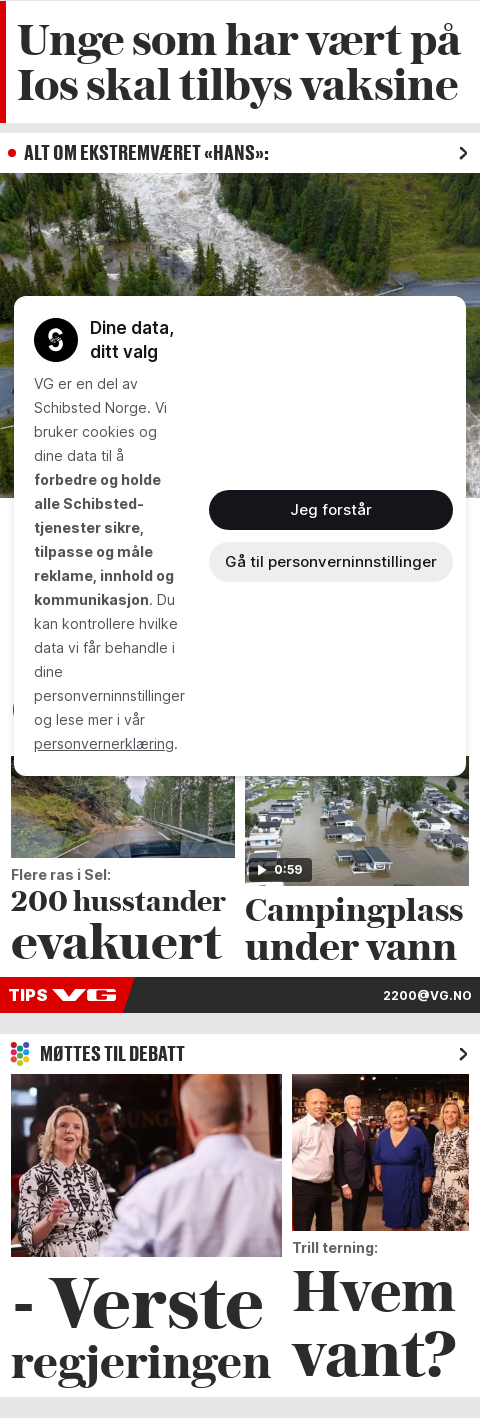 Unge som har vært på
Ios skal tilbys vaksine
ALT OM EKSTREMVÆRET «HANS»:
Dine data,
ditt valg
VG er en del av
Schibsted Norge. Vi
bruker cookies og
dine data til å
forbedre og holde
alle Schibsted-
tjenester sikre,
tilpasse og måle
reklame, innhold og
kommunikasjon. Du
kan kontrollere hvilke
data vi får behandle i
dine
personverninnstillinger
og lese mer i vår
personvernerklæring.
Jeg forstår
Gå til personverninnstillinger
Flere ras i Sel:
200 husstander
evakuert
0:59
Campingplass
under vann
TIPS VG
2200@VG.NO
MØTTES TIL DEBATT
- Verste
regjeringen
Trill terning:
Hvem
vant?